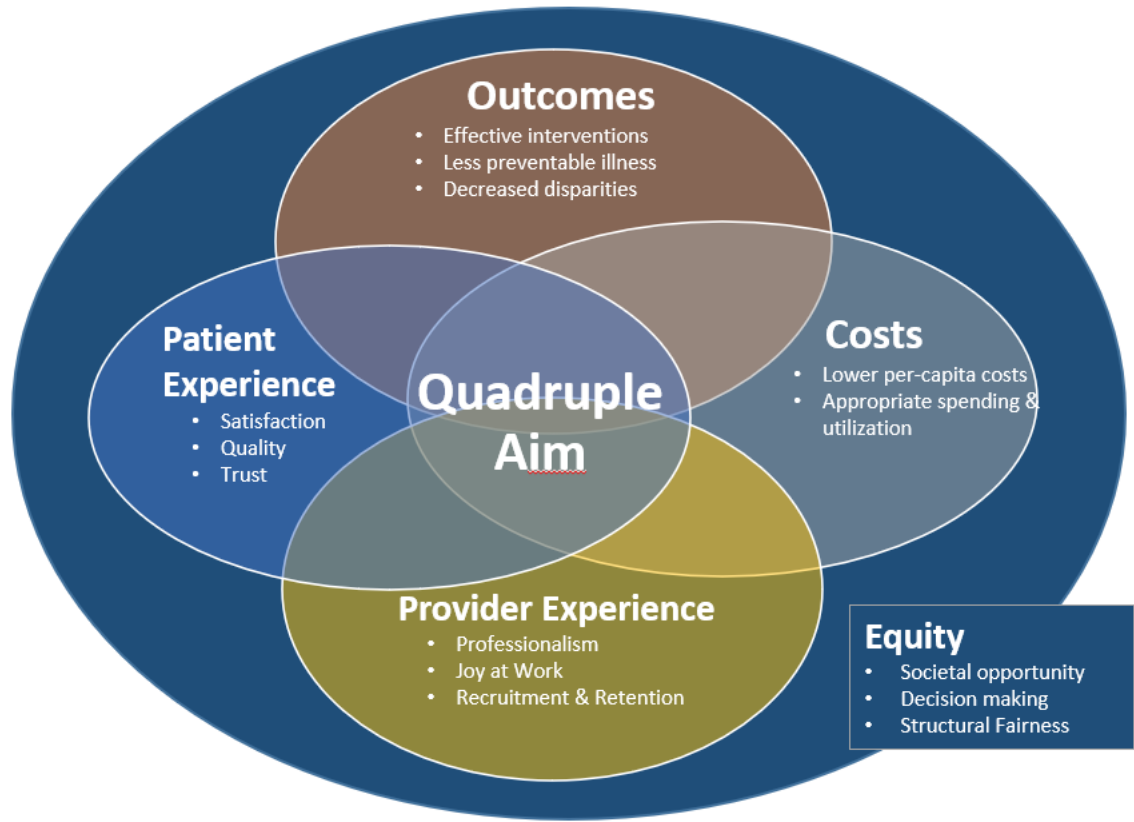 Outcomes
• Effective interventions
• Less preventable illness
• Decreased disparities
Patient
Experience
• Satisfaction
• Quality
• Trust
Quadruple
Aim
Costs
• Lower per-capita costs
• Appropriate spending &
utilization
Provider Experience
• Professionalism
• Joy at Work
• Recruitment & Retention
Equity
• Societal opportunity
• Decision making
• Structural Fairness